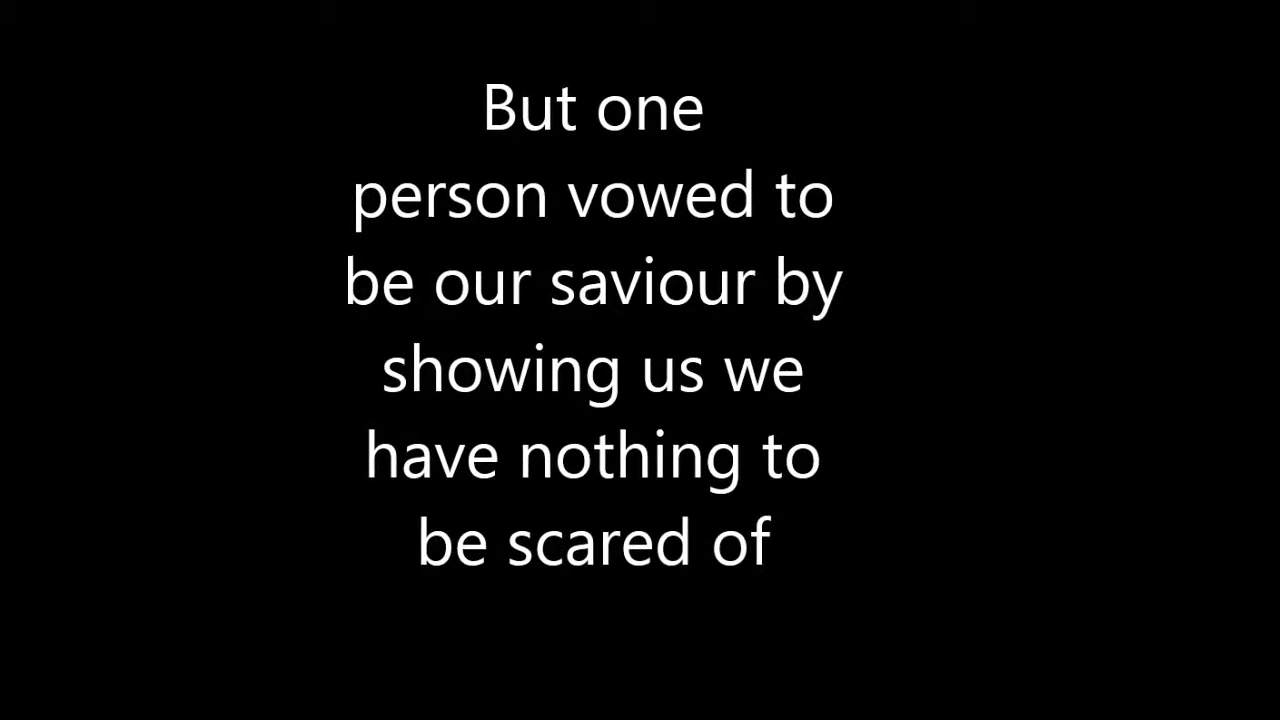 But one
person vowed to
be our saviour by
showing us we
have nothing to
be scared of